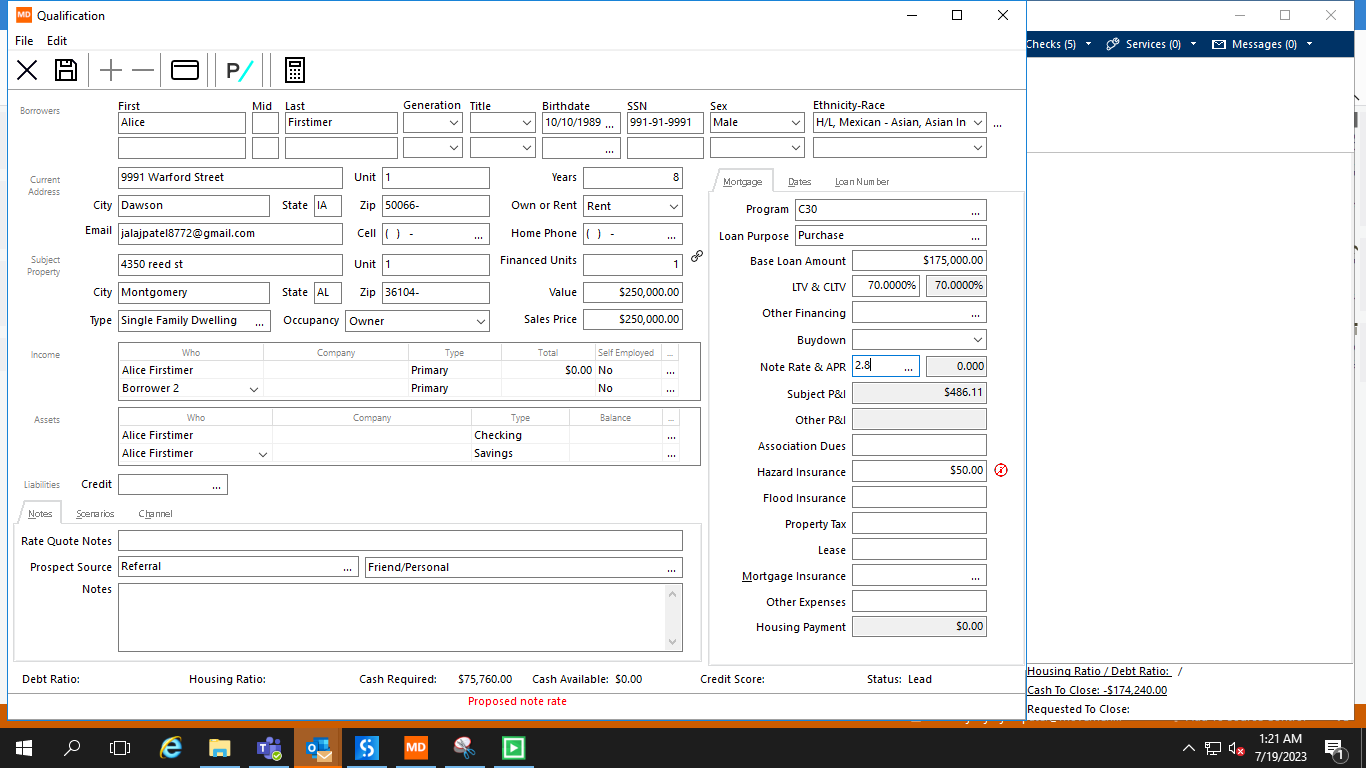 MD Qualification
File Edit
Checks (5) Services (0) Messages (0)
P/
Borrowers First Mid Last Generation Title Birthdate SSN Sex Ethnicity-Race
Alice Firstimer 10/10/1989 ... 991-91-9991 Male H/L, Mexican - Asian, Asian In ...
...
Current Address 9991 Warford Street Unit 1 Years 8
City Dawson State IA Zip 50066- Own or Rent Rent
Email jalajpatel8772@gmail.com Cell ( ) - ... Home Phone ( ) - ...
Subject Property 4350 reed st Unit 1 Financed Units 1
City Montgomery State AL Zip 36104- Value $250,000.00
Type Single Family Dwelling ... Occupancy Owner Sales Price $250,000.00
Income Who Company Type Total Self Employed ...
Alice Firstimer Primary $0.00 No ...
Borrower 2 Primary No ...
Assets Who Company Type Balance ...
Alice Firstimer Checking ...
Alice Firstimer Savings ...
Liabilities Credit ...
Notes Scenarios Channel
Rate Quote Notes
Prospect Source Referral ... Friend/Personal ...
Notes
Mortgage Dates Loan Number
Program C30 ...
Loan Purpose Purchase ...
Base Loan Amount $175,000.00
LTV & CLTV 70.0000% 70.0000%
Other Financing ...
Buydown
Note Rate & APR 2.8 ... 0.000
Subject P&I $486.11
Other P&I
Association Dues
Hazard Insurance $50.00
Flood Insurance
Property Tax
Lease
Mortgage Insurance ...
Other Expenses
Housing Payment $0.00
Debt Ratio: Housing Ratio: Cash Required: $75,760.00 Cash Available: $0.00 Credit Score: Status: Lead
Proposed note rate
Housing Ratio / Debt Ratio: /
Cash To Close: -$174,240.00
Requested To Close:
MD
1:21 AM
7/19/2023
1